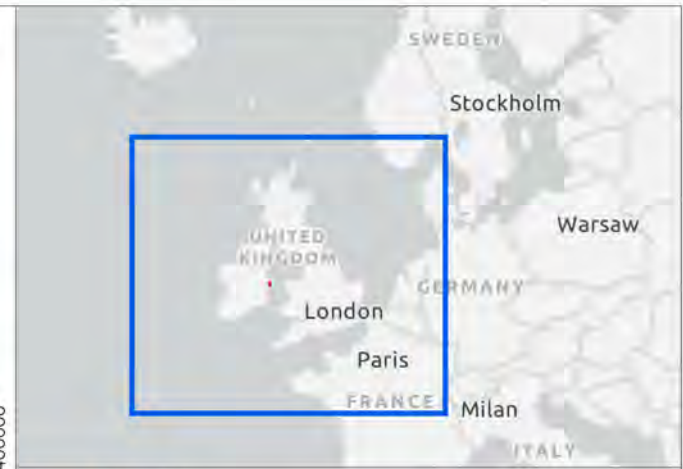 SWEDEN
Stockholm
Warsaw
UNITED
KINGDOM
GERMANY
London
Paris
FRANCE
Milan
ITALY